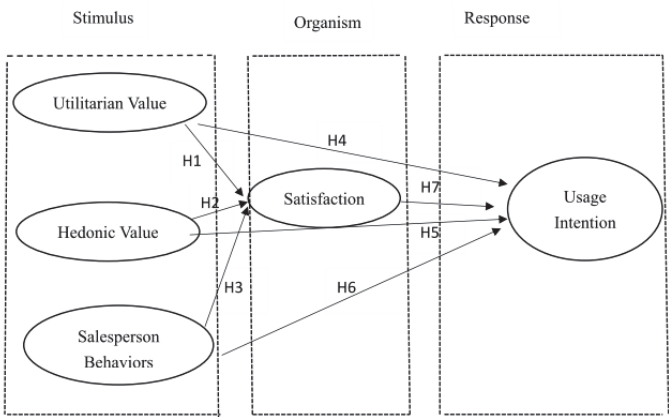 Stimulus
Organism
Response
Utilitarian Value
H4
H1
H2
Satisfaction
H7
Usage
Intention
Hedonic Value
H5
H3
H6
Salesperson
Behaviors